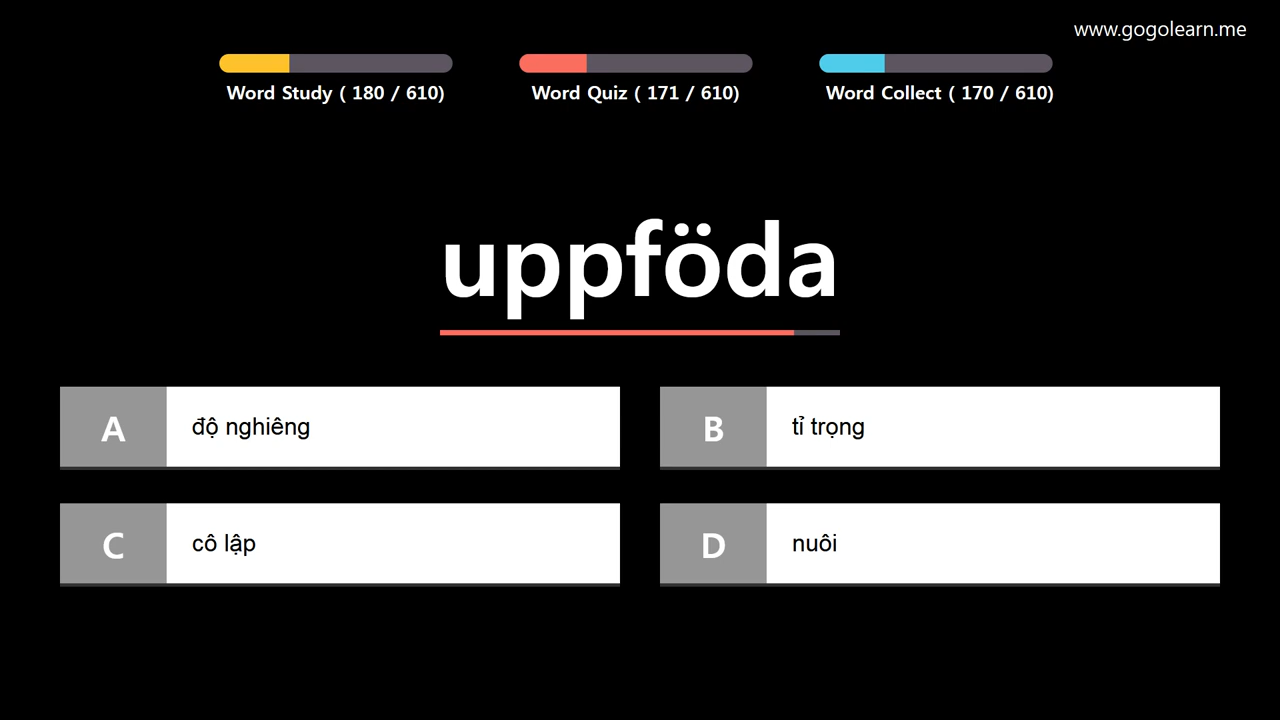 www.gogolearn.me
Word Study ( 180 / 610)
Word Quiz ( 171 / 610)
Word Collect ( 170 / 610)
uppföda
A
độ nghiêng
B
tỉ trọng
C
cô lập
D
nuôi